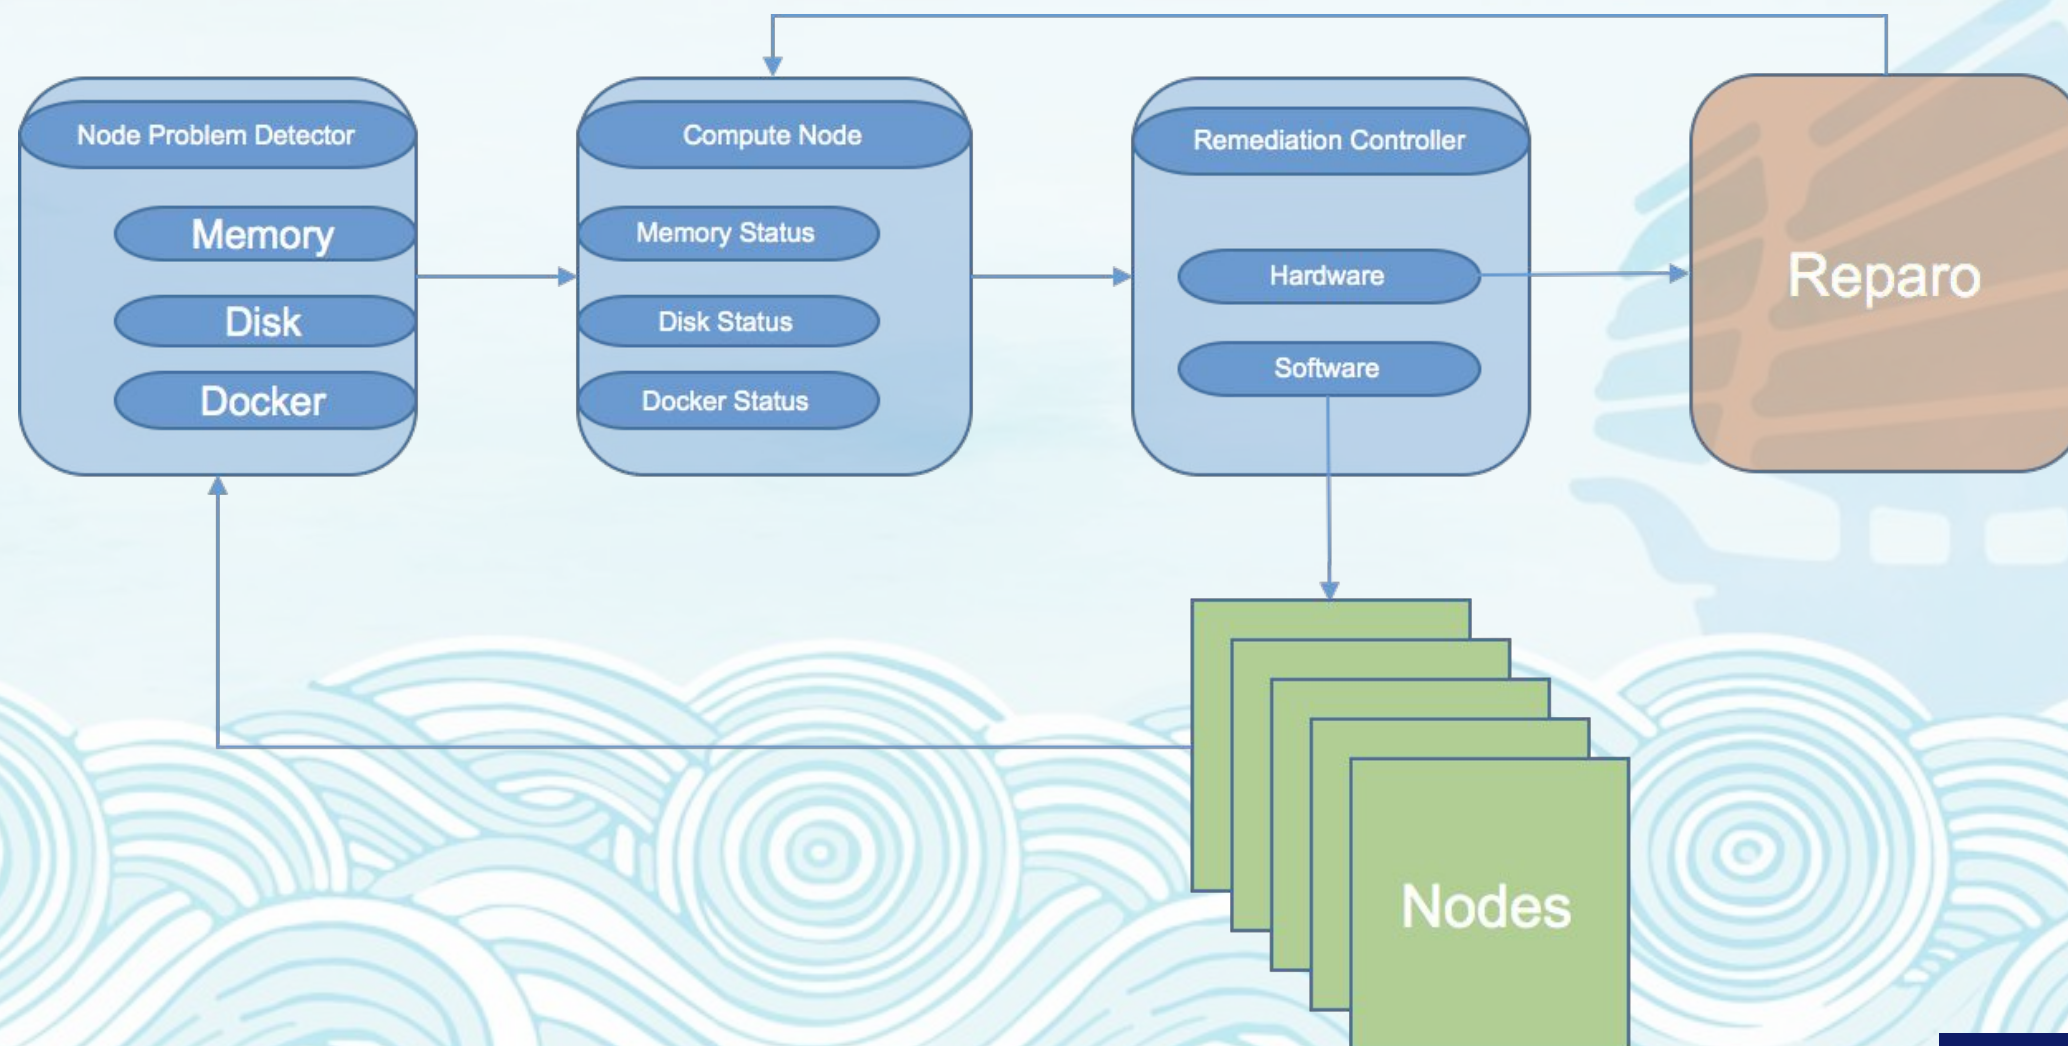 Node Problem Detector
Memory
Disk
Docker
Compute Node
Memory Status
Disk Status
Docker Status
Remediation Controller
Hardware
Software
Reparo
Nodes